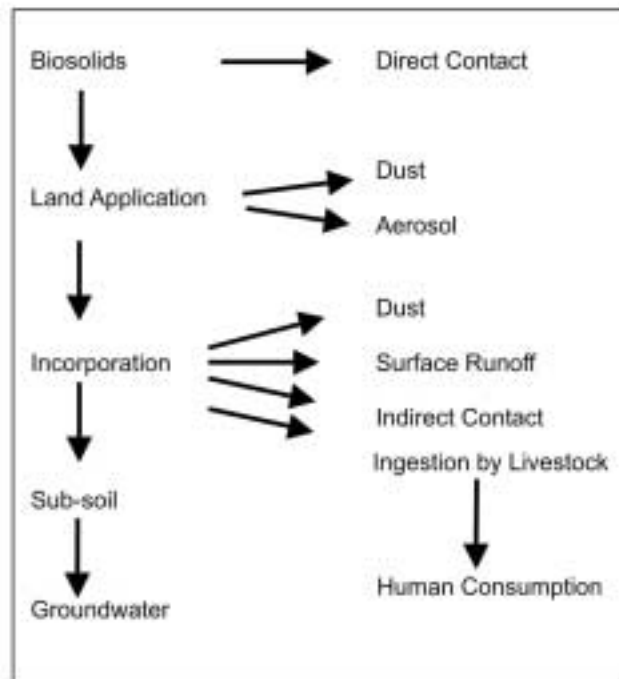 Biosolids
Direct Contact
Dust
Land Application
Aerosol
Dust
Incorporation
Surface Runoff
Indirect Contact
Ingestion by Livestock
Sub-soil
Human Consumption
Groundwater